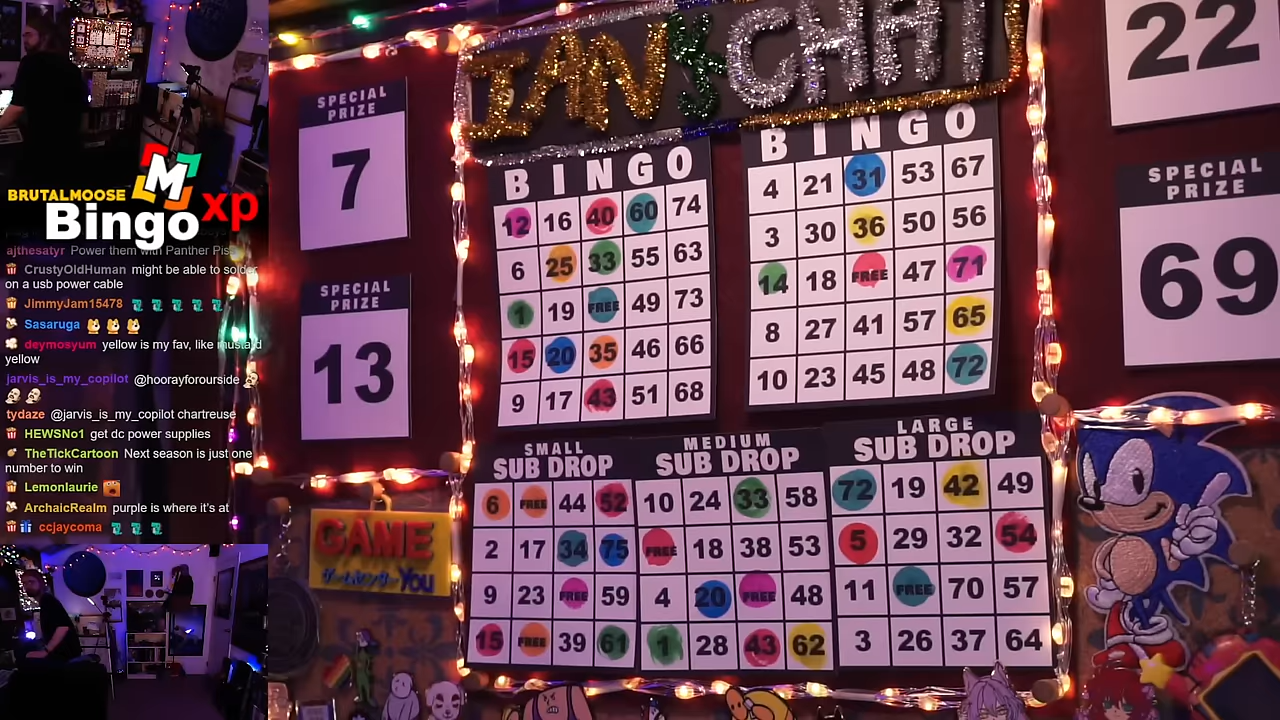 BRUTALMOOSE
M
Bingo xp
ajthesatyr Power them with Panther Pis
CrustyOldHuman might be able to solder
on a usb power cable
JImmyJam15478
Sasaruga
deymosyum yellow is my fav, like mustard
yellow
jarvis_is_my_copilot @hoorayforourside
tydaze @jarvis_is_my_copilot chartreuse
HEWSNo1 get dc power supplies
TheTickCartoon Next season is just one
number to win
Lemonlaurie
ArchaicRealm purple is where it's at
ccjaycoma
SPECIAL
PRIZE
7
SPECIAL
PRIZE
13
GAME
YOU
IAN & CHAT
BINGO
12 16 40 60 74
6 25 33 55 63
1 19 FREE 49 73
15 20 35 46 66
9 17 43 51 68
BINGO
4 21 31 53 67
3 30 36 50 56
14 18 FREE 47 71
8 27 41 57 65
10 23 45 48 72
SMALL
SUB DROP
6 FREE 44 52
2 17 34 75
9 23 FREE 59
15 FREE 39 61
MEDIUM
SUB DROP
10 24 33 58
FREE 18 38 53
4 20 FREE 48
1 28 43 62
LARGE
SUB DROP
72 19 42 49
5 29 32 54
11 FREE 70 57
3 26 37 64
22
SPECIAL
PRIZE
69